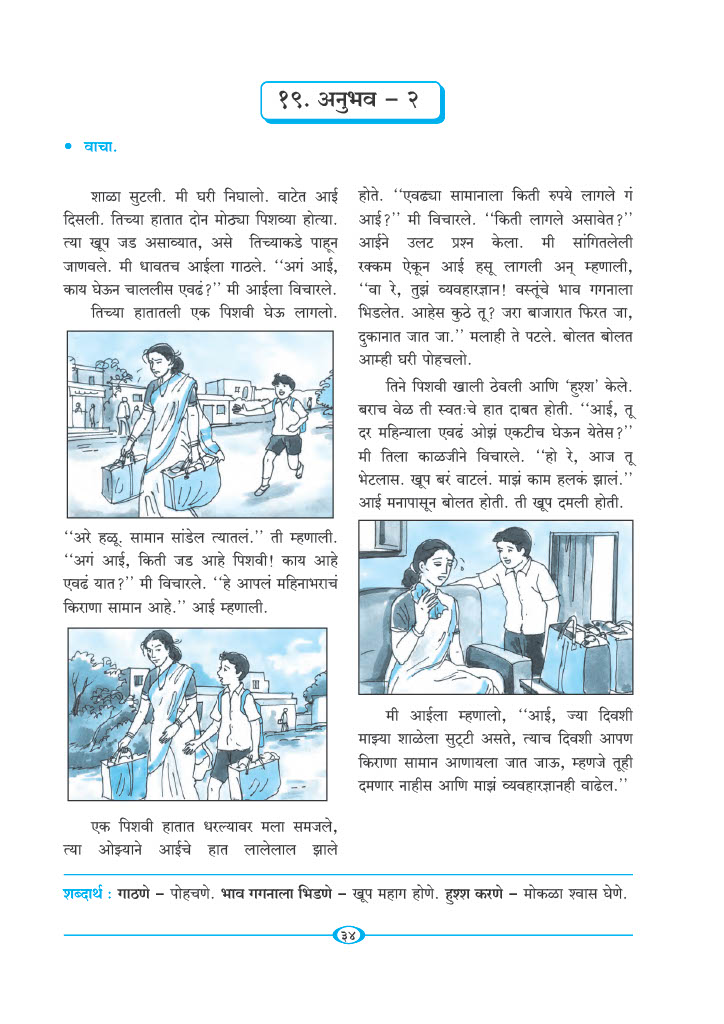 १९. अनुभव – २
• वाचा.
शाळा सुटली. मी घरी निघालो. वाटेत आई
दिसली. तिच्या हातात दोन मोठ्या पिशव्या होत्या.
त्या खूप जड असाव्यात, असे तिच्याकडे पाहून
जाणवले. मी धावतच आईला गाठले. ‘‘अगं आई,
काय घेऊन चाललीस एवढं?’’ मी आईला विचारले.
तिच्या हातातली एक पिशवी घेऊ लागलो.
‘‘अरे हळू. सामान सांडेल त्यातलं.’’ ती म्हणाली.
‘‘अगं आई, किती जड आहे पिशवी! काय आहे
एवढं यात?’’ मी विचारले. ‘‘हे आपलं महिनाभराचं
किराणा सामान आहे.’’ आई म्हणाली.
एक पिशवी हातात धरल्यावर मला समजले,
त्या ओझ्याने आईचे हात लालेलाल झाले
होते. ‘‘एवढ्या सामानाला किती रुपये लागले गं
आई?’’ मी विचारले. ‘‘किती लागले असावेत?’’
आईने उलट प्रश्न केला. मी सांगितलेली
रक्कम ऐकून आई हसू लागली अन् म्हणाली,
‘‘वा रे, तुझं व्यवहारज्ञान! वस्तूंचे भाव गगनाला
भिडलेत. आहेस कुठे तू? जरा बाजारात फिरत जा,
दुकानात जात जा.’’ मलाही ते पटले. बोलत बोलत
आम्ही घरी पोहचलो.
तिने पिशवी खाली ठेवली आणि ‘हुश्श’ केले.
बराच वेळ ती स्वतःचे हात दाबत होती. ‘‘आई, तू
दर महिन्याला एवढं ओझं एकटीच घेऊन येतेस?’’
मी तिला काळजीने विचारले. ‘‘हो रे, आज तू
भेटलास. खूप बरं वाटलं. माझं काम हलकं झालं.’’
आई मनापासून बोलत होती. ती खूप दमली होती.
मी आईला म्हणालो, ‘‘आई, ज्या दिवशी
माझ्या शाळेला सुट्टी असते, त्याच दिवशी आपण
किराणा सामान आणायला जात जाऊ, म्हणजे तूही
दमणार नाहीस आणि माझं व्यवहारज्ञानही वाढेल.’’
शब्दार्थ : गाठणे – पोहचणे. भाव गगनाला भिडणे – खूप महाग होणे. हुश्श करणे – मोकळा श्वास घेणे.
३४